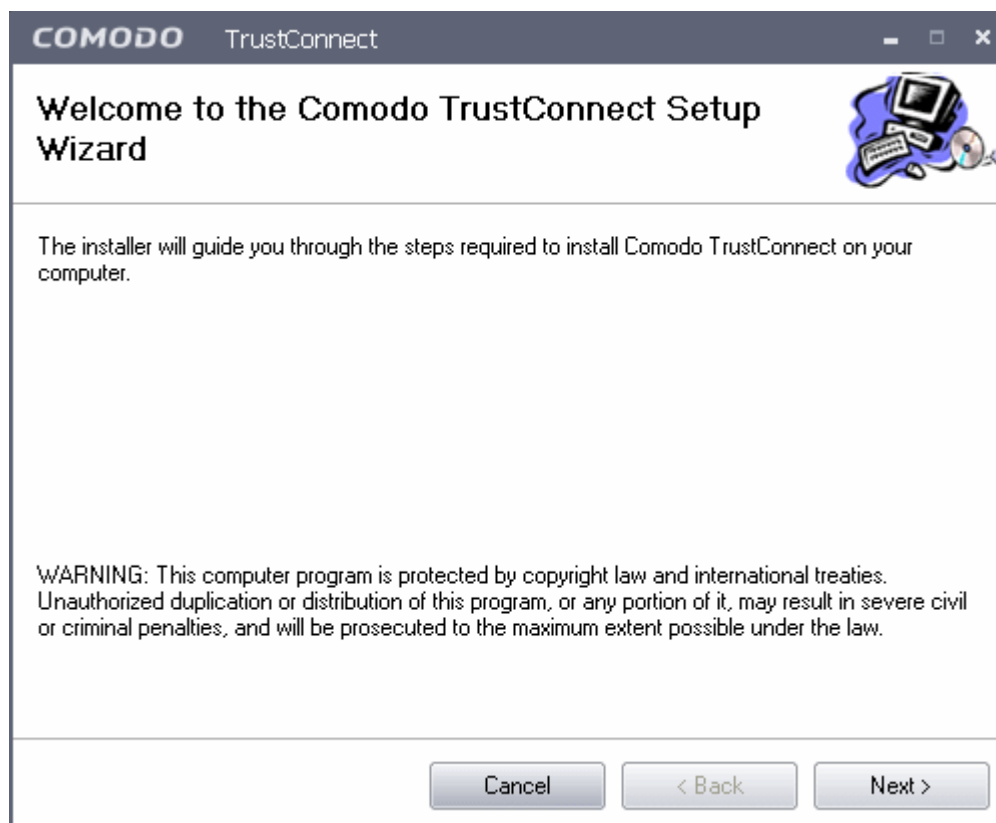 COMODO TrustConnect
Welcome to the Comodo TrustConnect Setup
Wizard
The installer will guide you through the steps required to install Comodo TrustConnect on your
computer.
WARNING: This computer program is protected by copyright law and international treaties.
Unauthorized duplication or distribution of this program, or any portion of it, may result in severe civil
or criminal penalties, and will be prosecuted to the maximum extent possible under the law.
Cancel < Back Next >